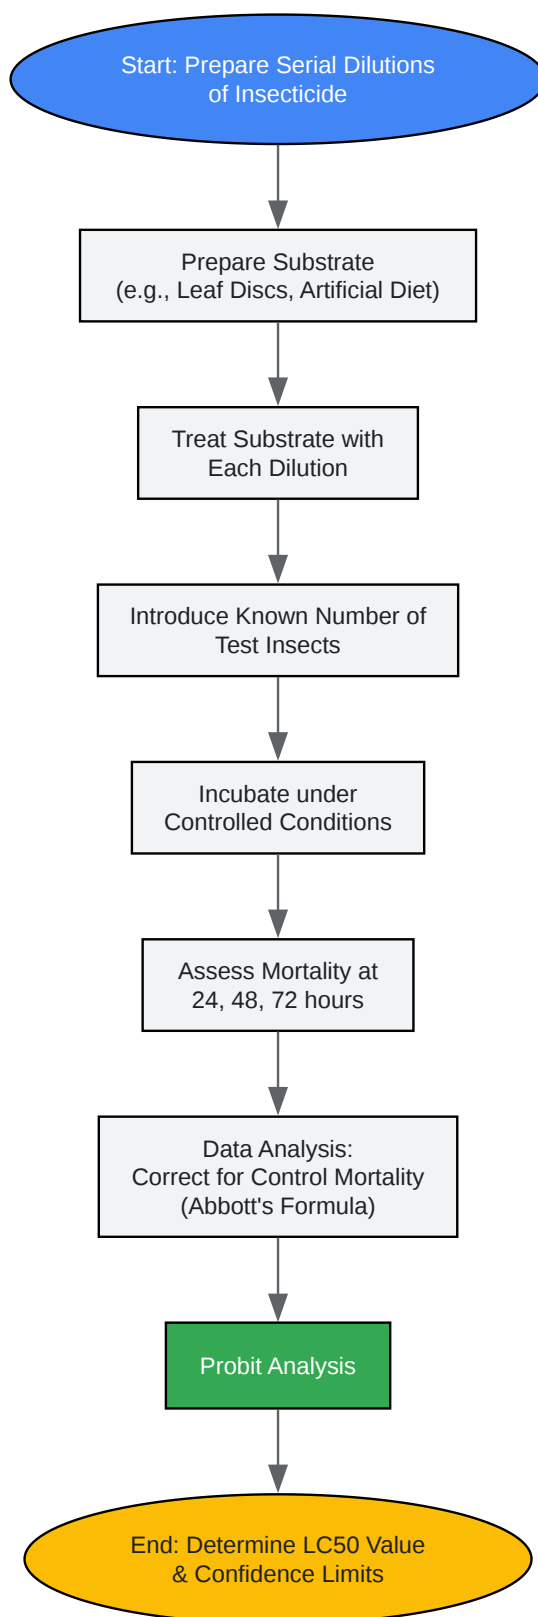 Start: Prepare Serial Dilutions
of Insecticide
Prepare Substrate
(e.g., Leaf Discs, Artificial Diet)
Treat Substrate with
Each Dilution
Introduce Known Number of
Test Insects
Incubate under
Controlled Conditions
Assess Mortality at
24, 48, 72 hours
Data Analysis:
Correct for Control Mortality
(Abbott's Formula)
Probit Analysis
End: Determine LC50 Value
& Confidence Limits